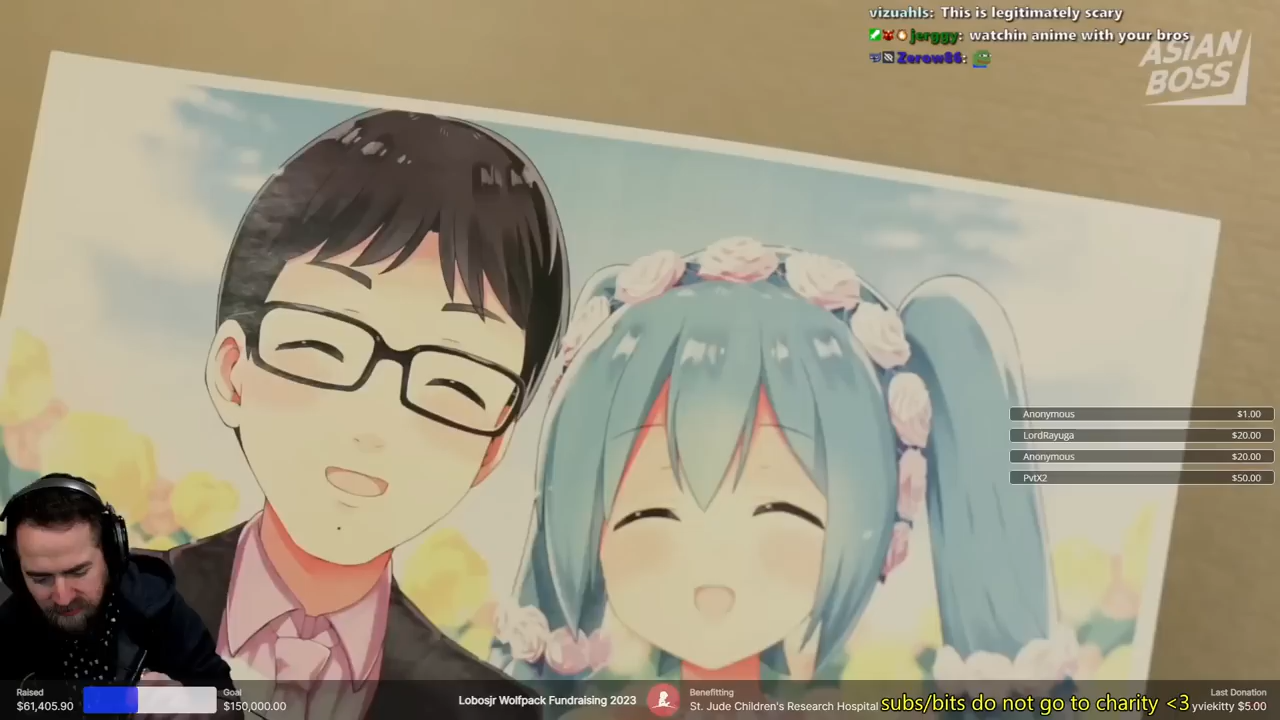 vizuahls: This is legitimately scary
jerggy: watchin anime with your bros
Zerow86:
ASIAN
BOSS
Anonymous $1.00
LordRayuga $20.00
Anonymous $20.00
PvtX2 $50.00
Raised
$61,405.90
Goal
$150,000.00
Lobosjr Wolfpack Fundraising 2023
Benefitting
St. Jude Children's Research Hospital
subs/bits do not go to charity <3
Last Donation
yviekitty $5.00